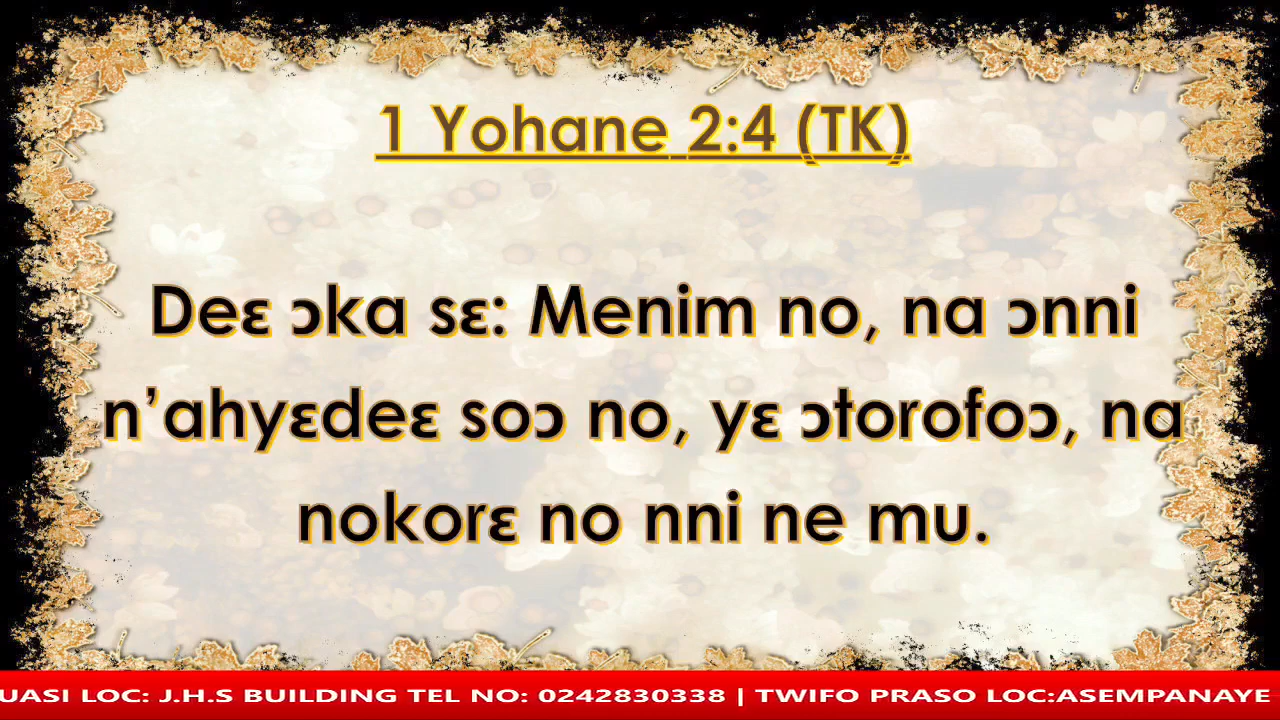 1 Yohane 2:4 (TK)
Deɛ ɔka sɛ: Menim no, na ɔnni
n’ahyɛdeɛ soɔ no, yɛ ɔtorofoɔ, na
nokorɛ no nni ne mu.
UASI LOC: J.H.S BUILDING TEL NO: 0242830338 | TWIFO PRASO LOC:ASEMPANAYE